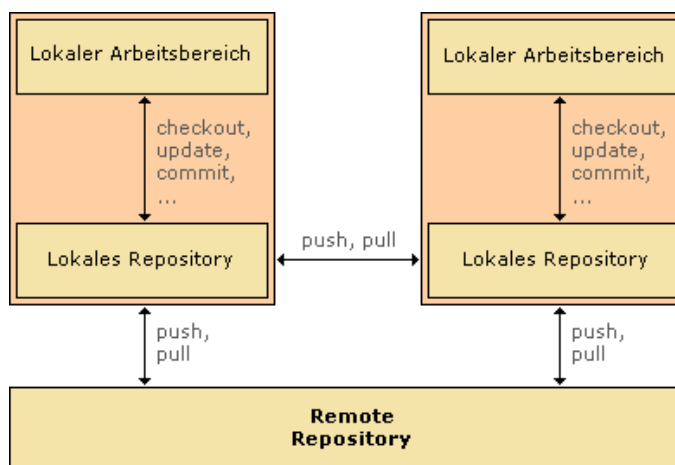 Lokaler Arbeitsbereich
Lokaler Arbeitsbereich
checkout,
update,
commit,
...
checkout,
update,
commit,
...
Lokales Repository
push, pull
Lokales Repository
push,
pull
push,
pull
Remote
Repository